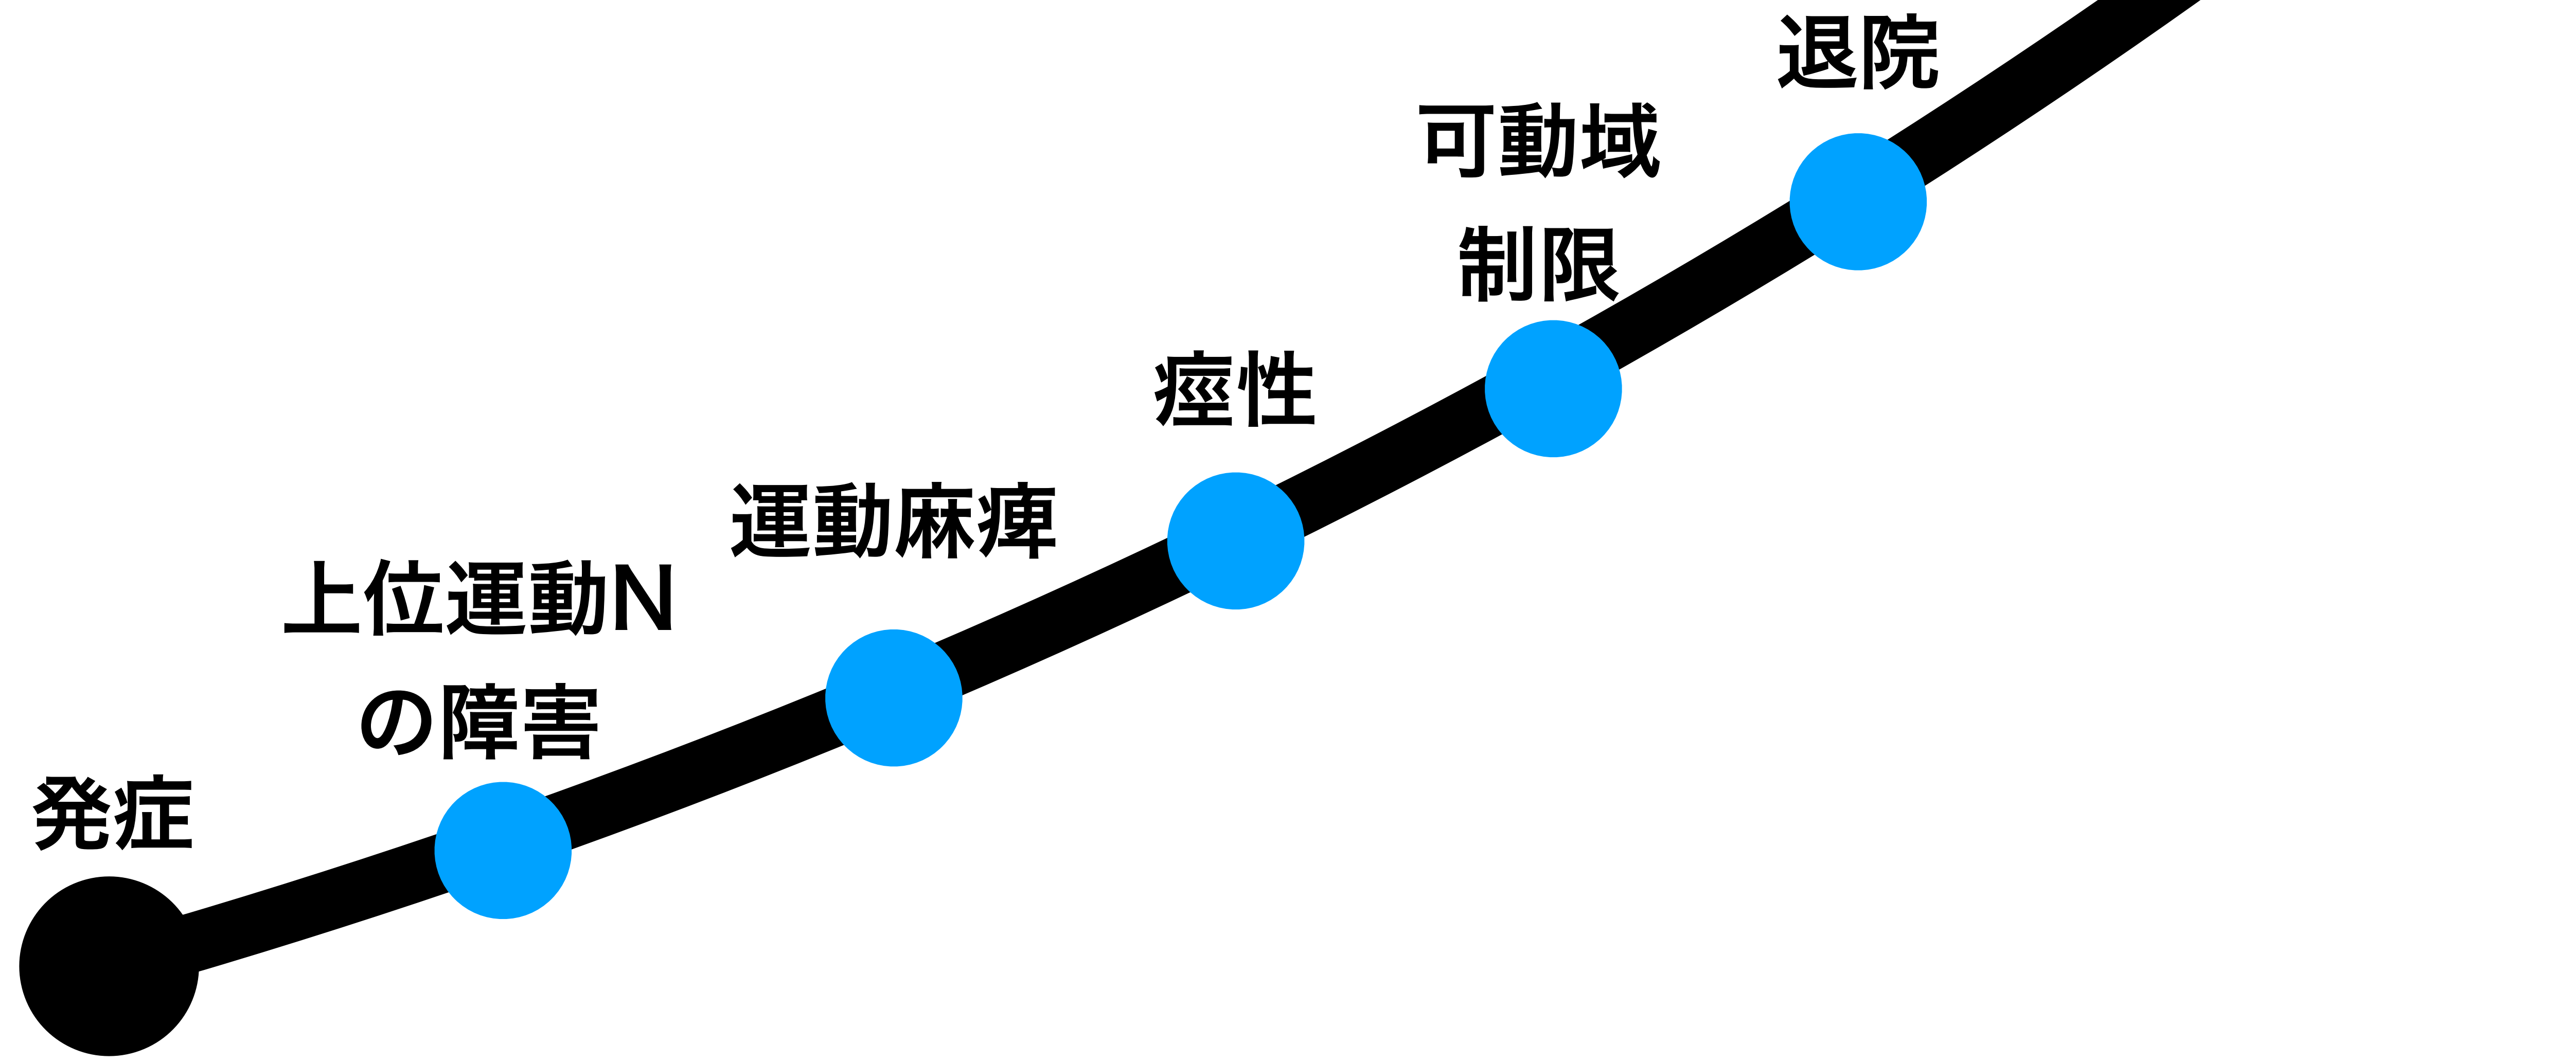 発症
上位運動N
の障害
運動麻痺
痙性
可動域
制限
退院